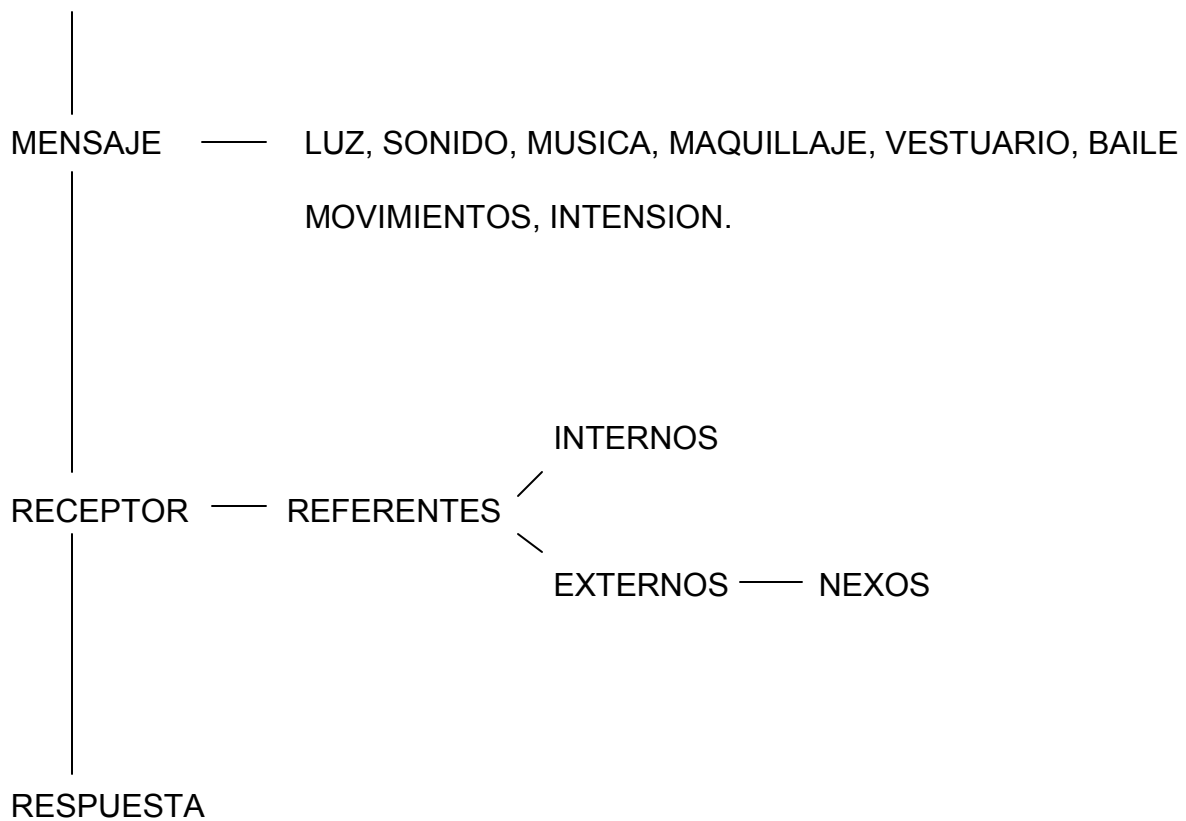 MENSAJE LUZ, SONIDO, MUSICA, MAQUILLAJE, VESTUARIO, BAILE
MOVIMIENTOS, INTENSION.
INTERNOS
RECEPTOR REFERENTES
EXTERNOS NEXOS
RESPUESTA